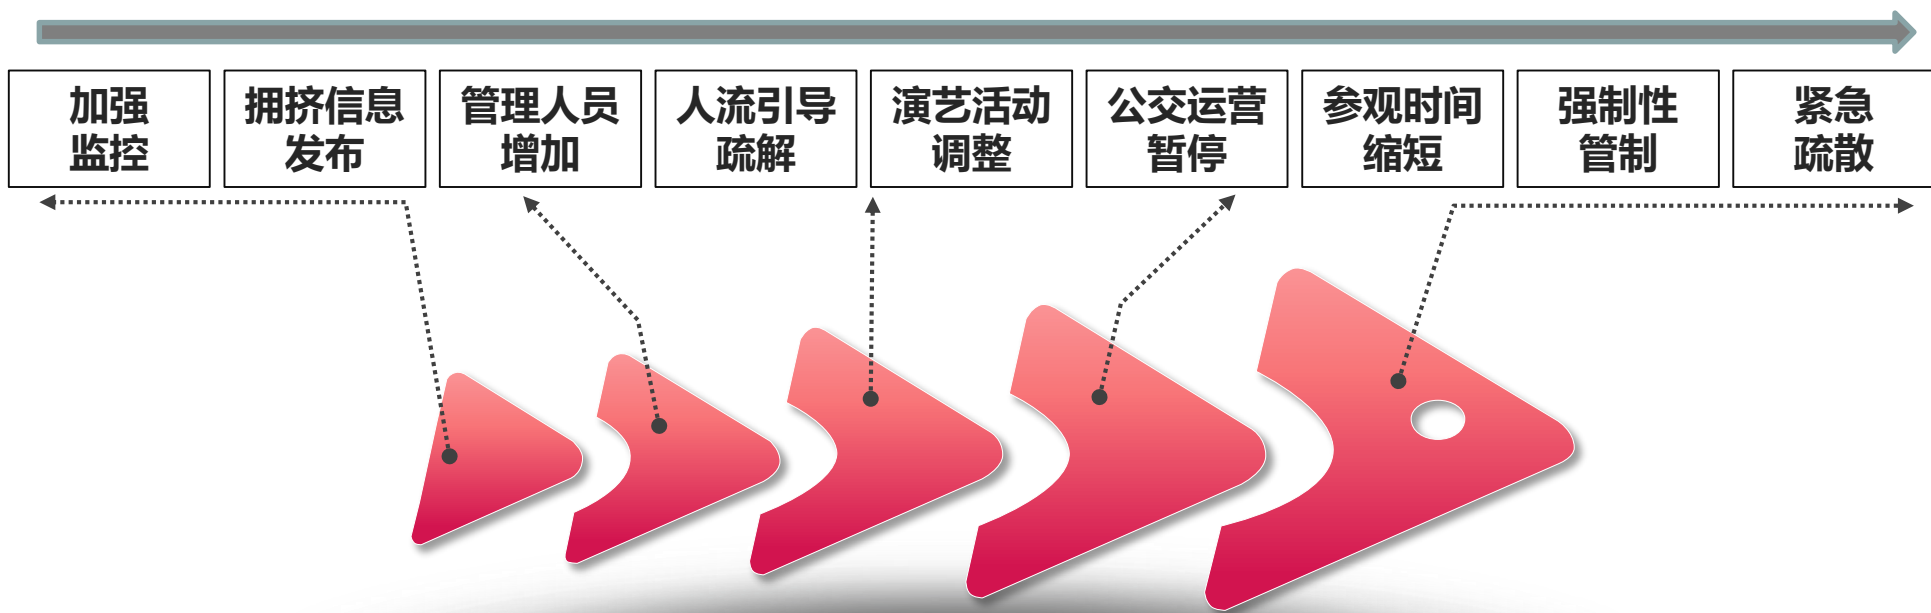 加强
监控
拥挤信息
发布
管理人员
增加
人流引导
疏解
演艺活动
调整
公交运营
暂停
参观时间
缩短
强制性
管制
紧急
疏散